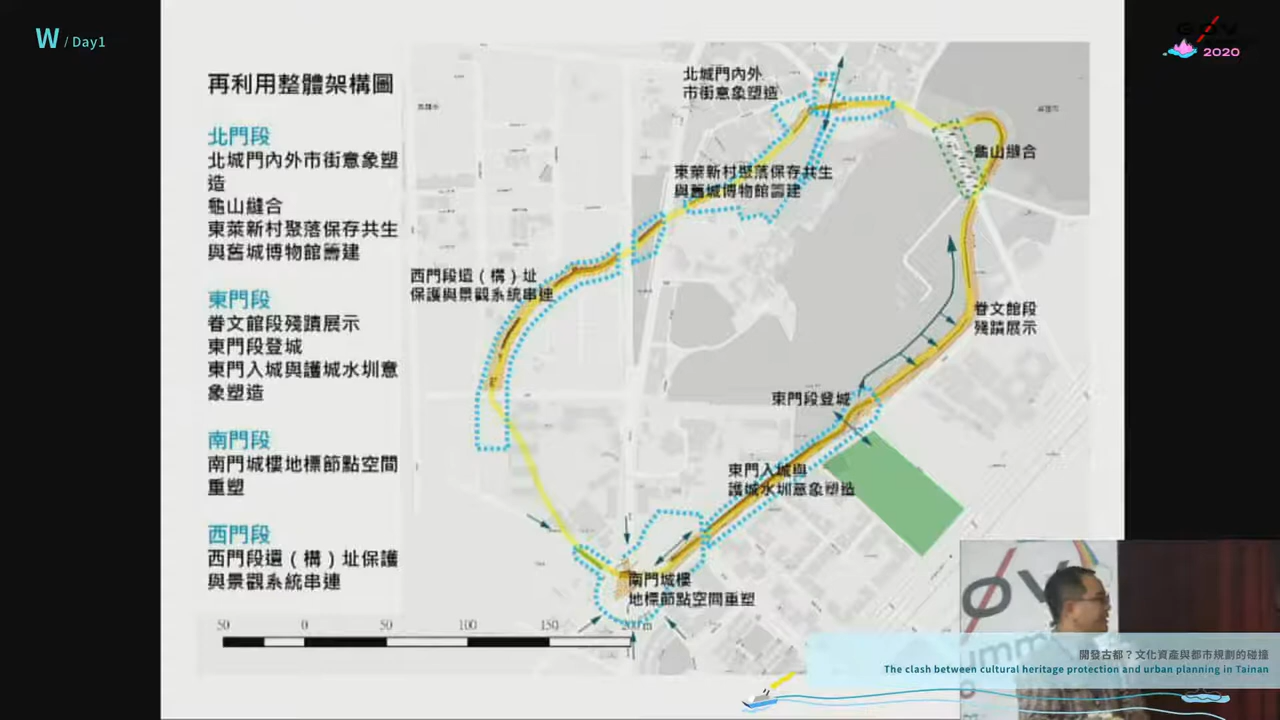 W / Day1
G0V
2020
再利用整體架構圖
北門段
北城門內外市街意象塑
造
龜山縫合
東萊新村聚落保存共生
與舊城博物館籌建
東門段
眷文館段殘蹟展示
東門段登城
東門入城與護城水圳意
象塑造
南門段
南門城樓地標節點空間
重塑
西門段
西門段遺（構）址保護
與景觀系統串連
北城門內外
市街意象塑造
龜山縫合
東萊新村聚落保存共生
與舊城博物館籌建
西門段遺（構）址
保護與景觀系統串連
眷文館段
殘蹟展示
東門段登城
東門入城與
護城水圳意象塑造
南門城樓
地標節點空間重塑
50 0 50 100 150 200 m
開發古都？文化資產與都市規劃的碰撞
The clash between cultural heritage protection and urban planning in Tainan